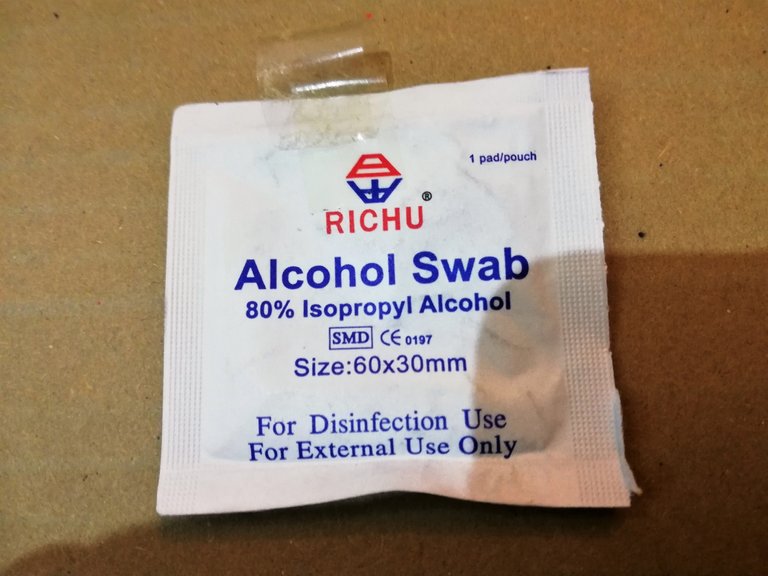 1 pad/pouch
RICHU®
Alcohol Swab
80% Isopropyl Alcohol
SMD CE 0197
Size:60x30mm
For Disinfection Use
For External Use Only